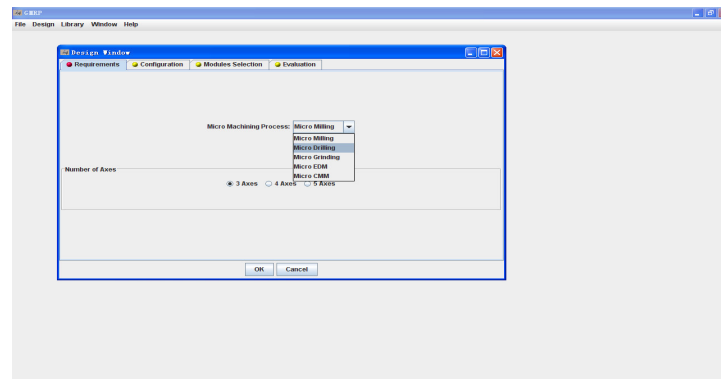 GMRP
File Design Library Window Help
Design Window
Requirements Configuration Modules Selection Evaluation
Micro Machining Process: Micro Milling
Micro Milling
Micro Drilling
Micro Grinding
Micro EDM
Micro CMM
Number of Axes
3 Axes 4 Axes 5 Axes
OK Cancel